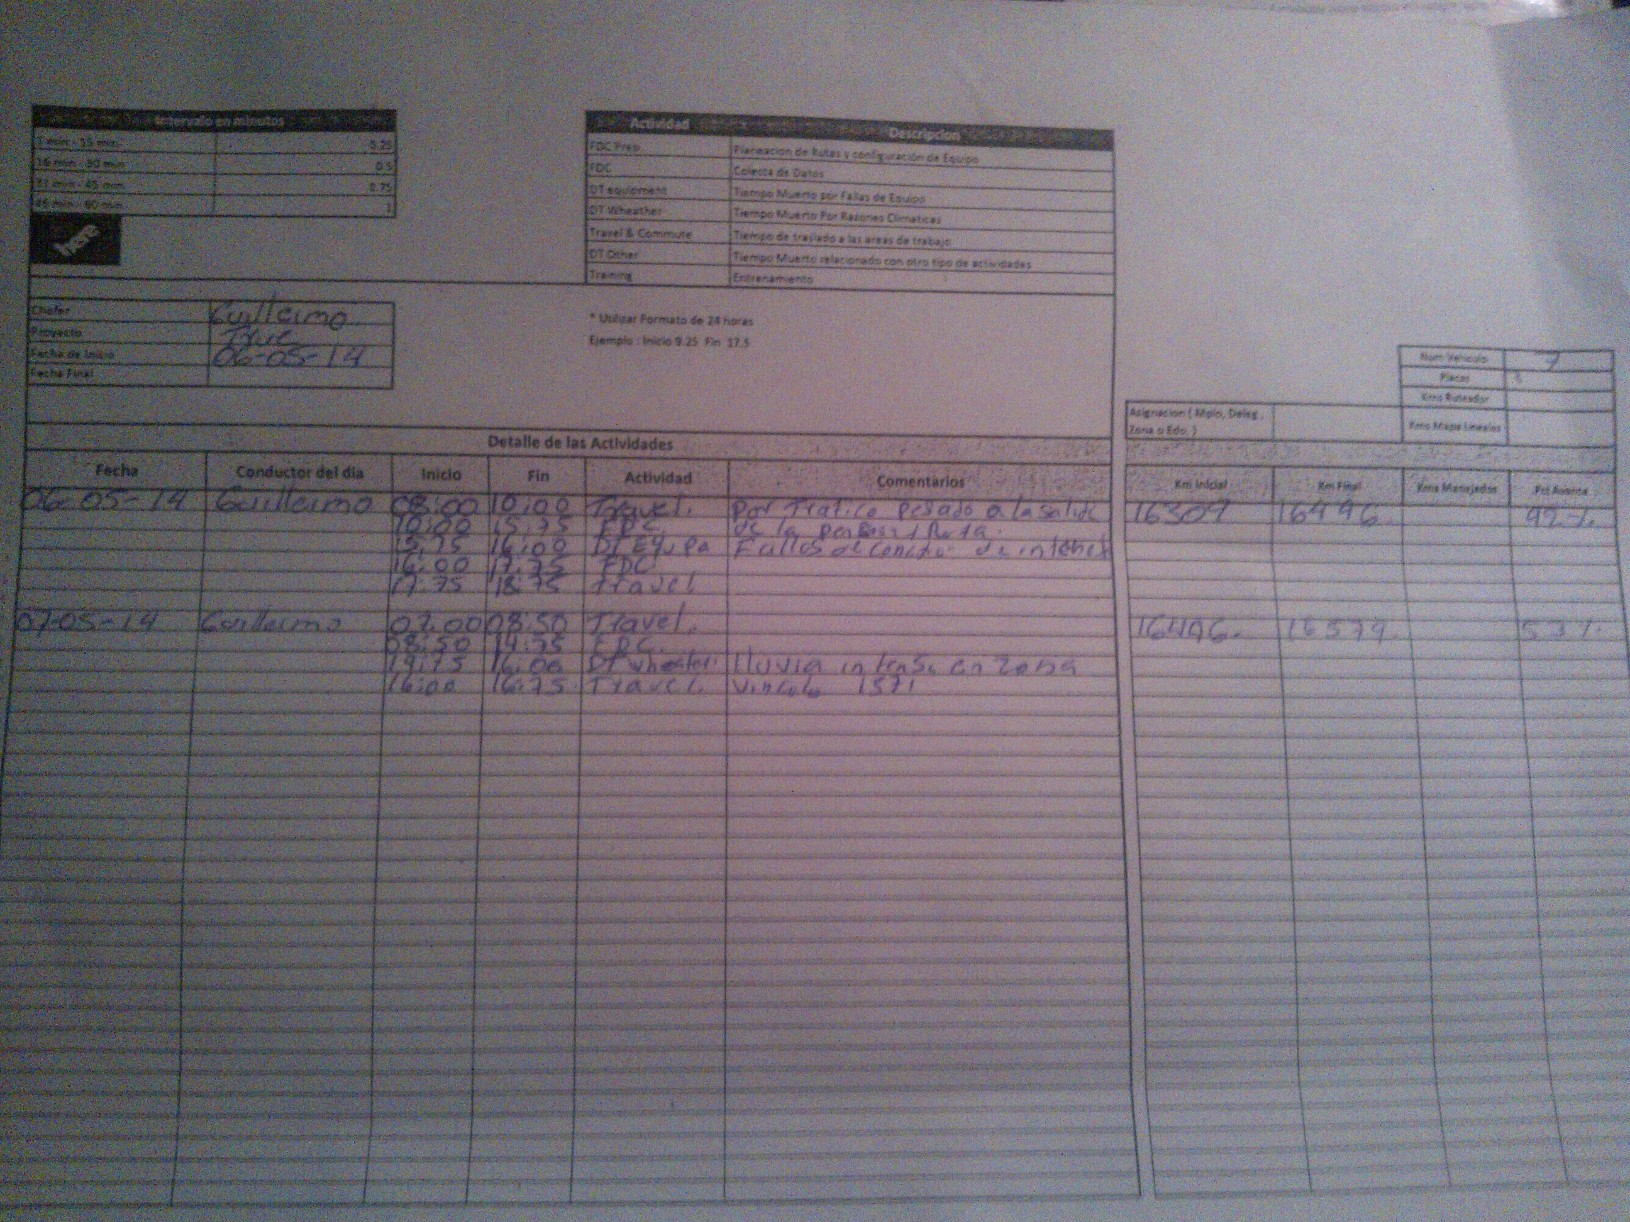 Intervalo en minutos
1 min - 15 min 0.25
16 min - 30 min 0.5
31 min - 45 min 0.75
46 min - 60 min 1
here
Actividad Descripcion
FDC Prep Planeacion de Rutas y configuración de Equipo
FDC Colecta de Datos
DT equipment Tiempo Muerto por Fallas de Equipo
DT Wheather Tiempo Muerto Por Razones Climaticas
Travel & Commute Tiempo de traslado a las areas de trabajo
DT Other Tiempo Muerto relacionado con otro tipo de actividades
Training Entrenamiento
Chofer Guillermo
Proyecto True
Fecha de Inicio 06-05-14
Fecha Final
* Utilizar Formato de 24 horas
Ejemplo : Inicio 9.25 Fin 17.5
Num Vehiculo 7
Placas
Kms Ruteador
Kms Mapa Lineales
Asignacion ( Mpio, Deleg ,
Zona o Edo )
Detalle de las Actividades
Fecha Conductor del dia Inicio Fin Actividad Comentarios Km Inicial Km Final Kms Manejados Pct Avance
06-05-14 Guillermo 08:00 10:00 Travel. Por Trafico pesado a la salida 16307 16496 92%
10:00 15:75 FDC. de la
15:75 16:00 DT Equipo Fallos de de internet
16:00 17:75 FDC.
17:75 18:75 Travel
07-05-14 Guillermo 07:00 08:50 Travel. 16496. 16579. 53%
08:50 14:75 FDC.
14:75 16:00 DT wheater. lluvia intensa en zona
16:00 16:75 Travel. vinculo 1571